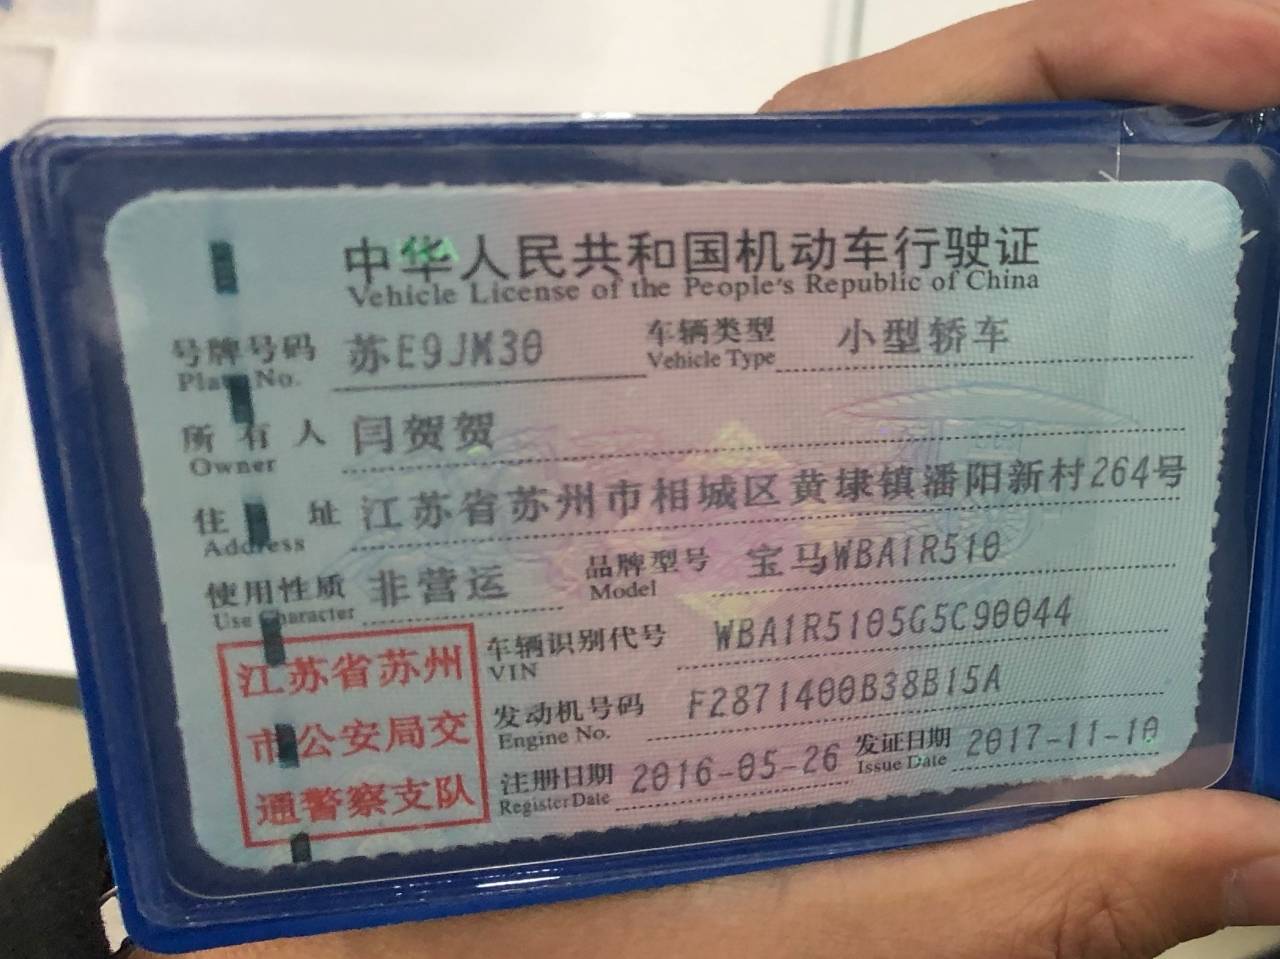 中华人民共和国机动车行驶证
Vehicle License of the People's Republic of China
号牌号码 苏E9JM30 车辆类型 小型轿车
Plate No. Vehicle Type
所有人 闫贺贺
Owner
住址 江苏省苏州市相城区黄埭镇潘阳新村264号
Address
使用性质 非营运 品牌型号 宝马WBA1R510
Use Character Model
车辆识别代号 WBA1R5105G5C90044
VIN
发动机号码 F2871400B38B15A
Engine No.
注册日期 2016-05-26 发证日期 2017-11-10
Register Date Issue Date
江苏省苏州
市公安局交
通警察支队